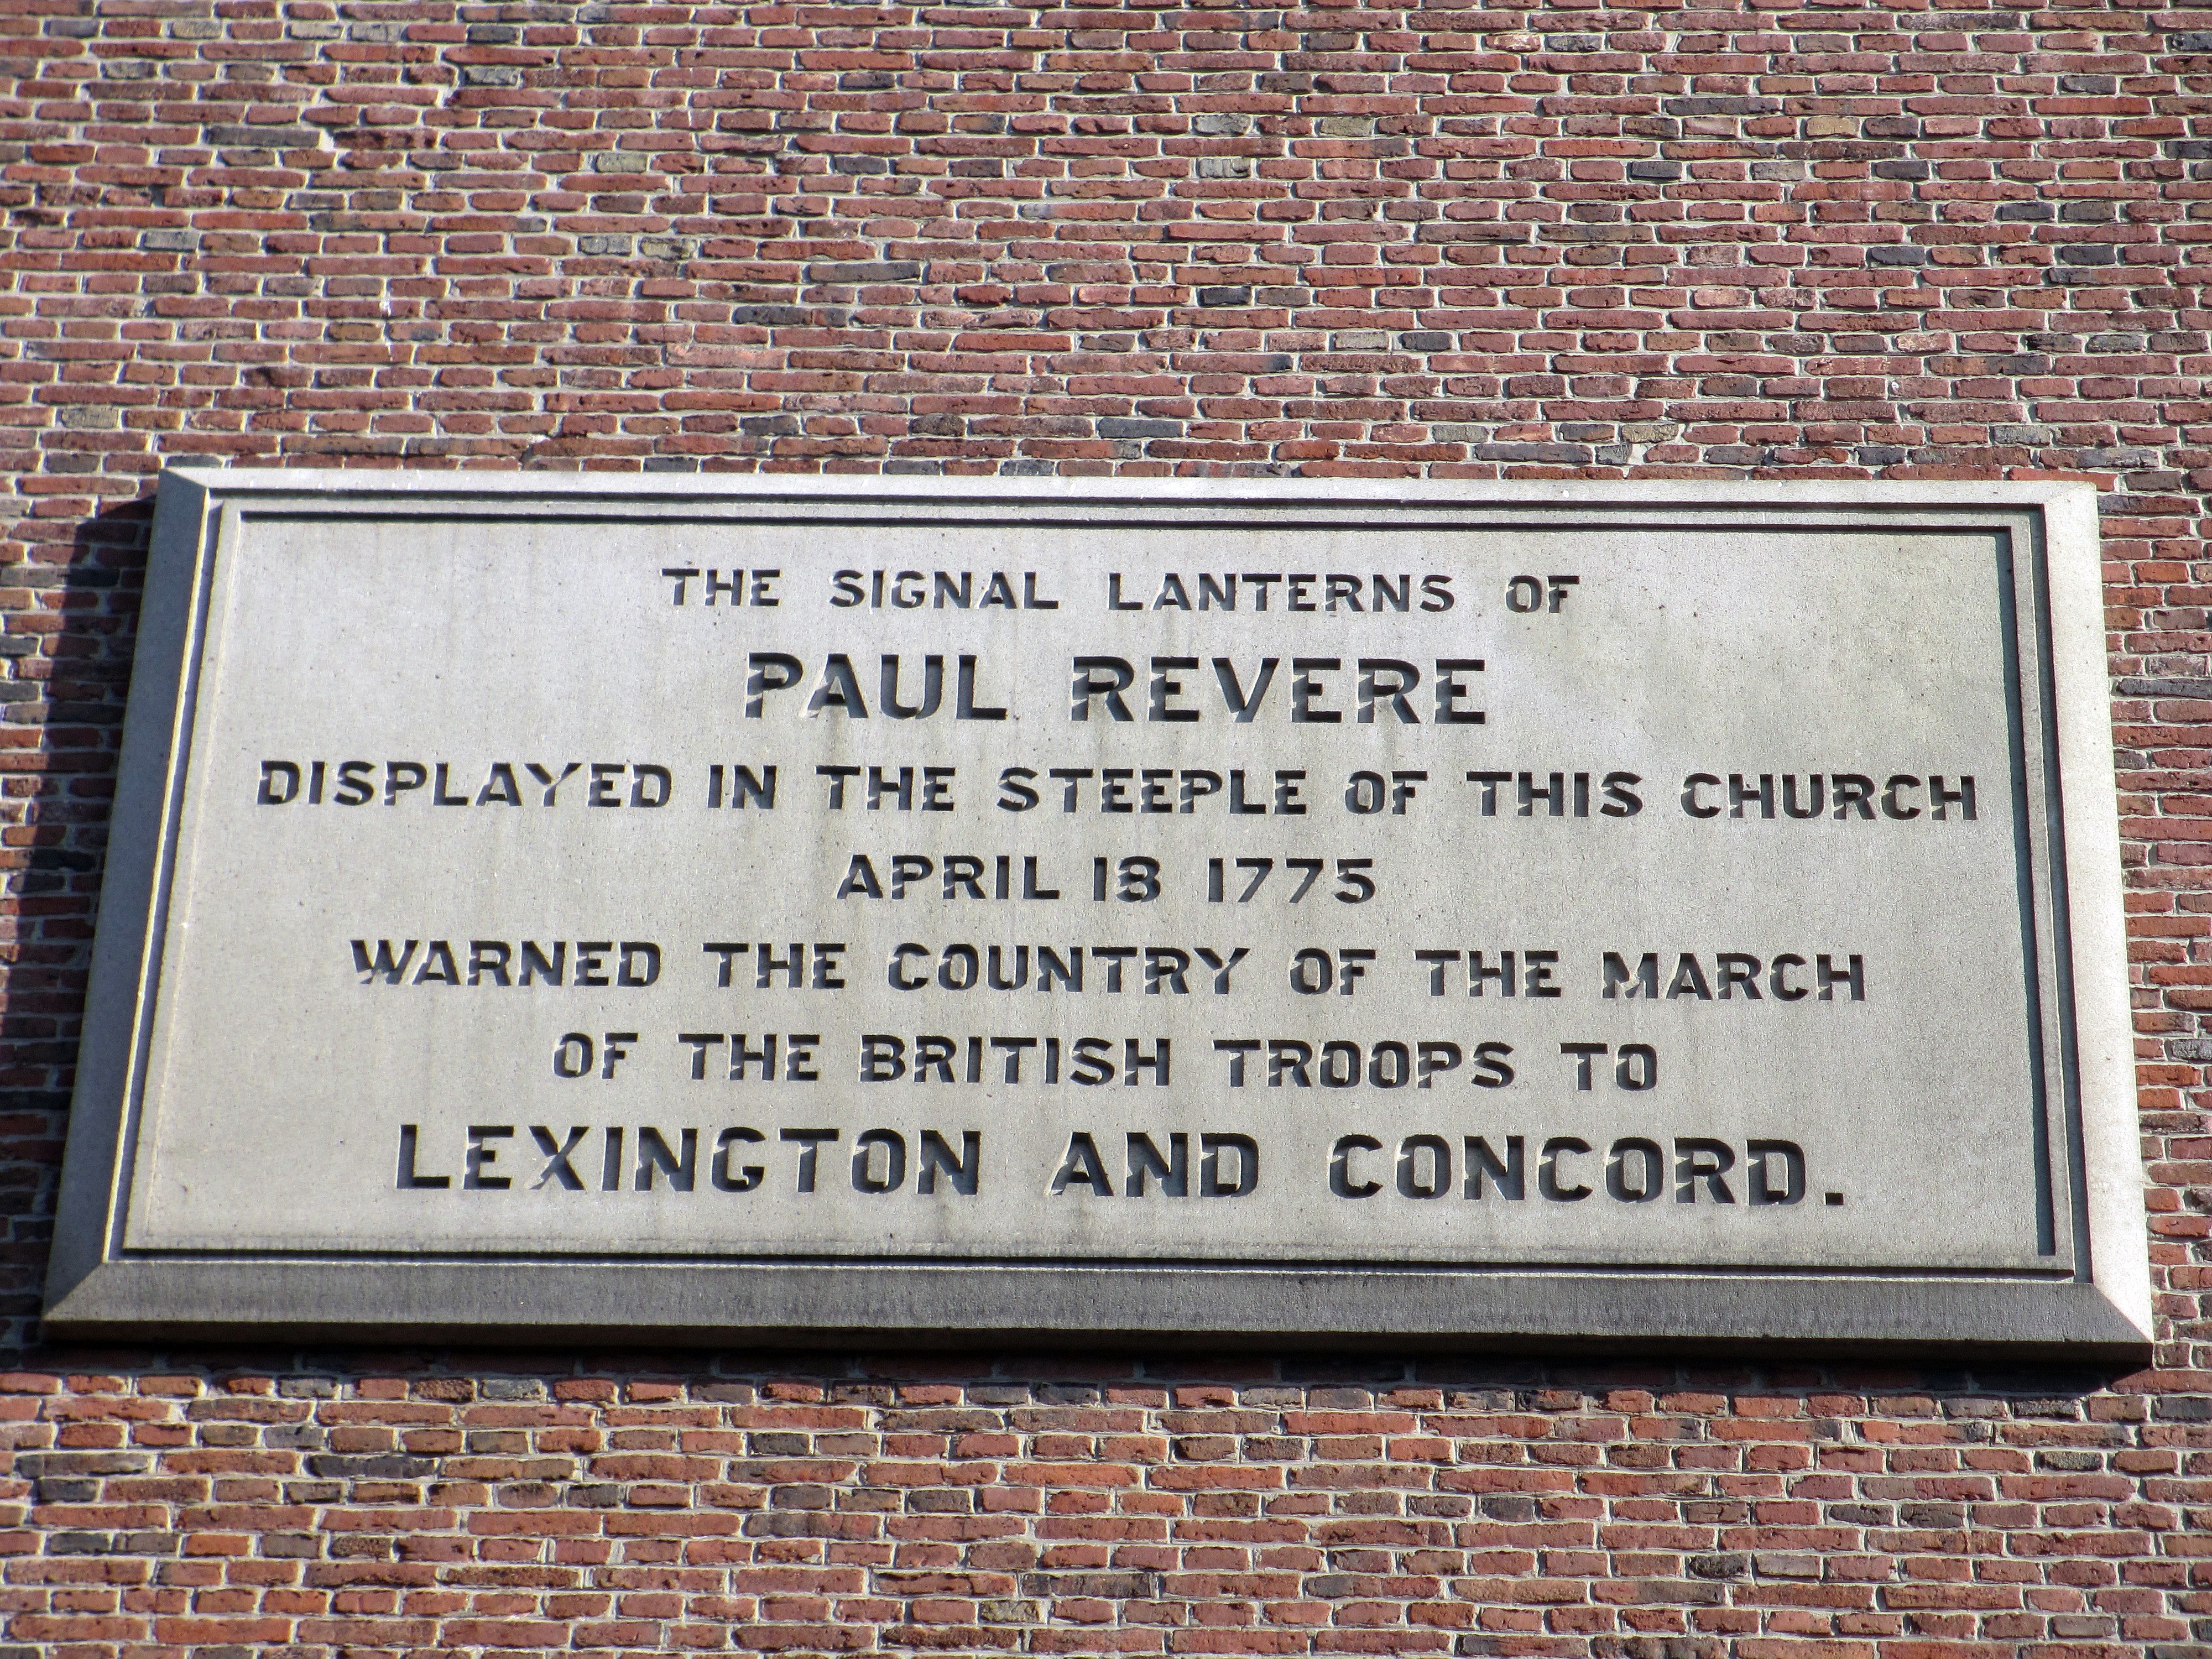 THE SIGNAL LANTERNS OF
PAUL REVERE
DISPLAYED IN THE STEEPLE OF THIS CHURCH
APRIL 18 1775
WARNED THE COUNTRY OF THE MARCH
OF THE BRITISH TROOPS TO
LEXINGTON AND CONCORD.